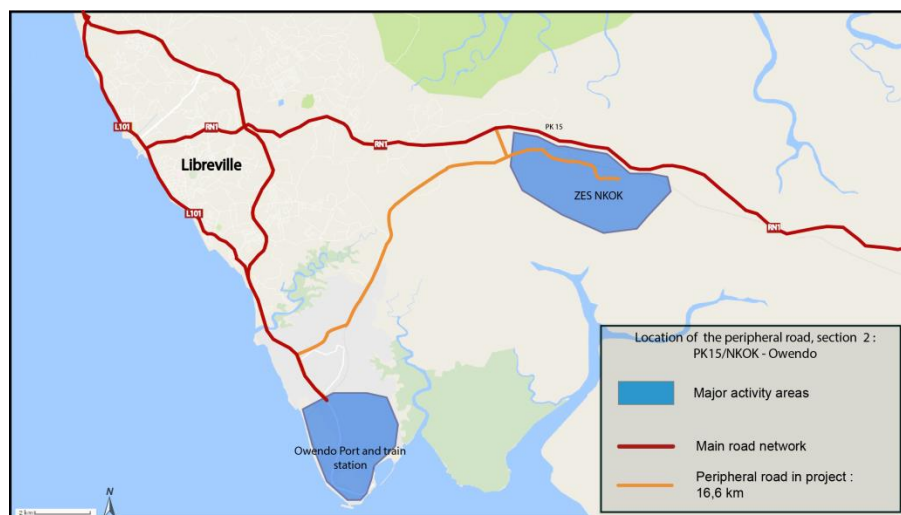 L101
RN1
Libreville
L101
RN1
PK 15
ZES NKOK
RN1
Owendo Port and train
station
Location of the peripheral road, section 2 :
PK15/NKOK - Owendo
Major activity areas
Main road network
Peripheral road in project :
16,6 km
N
2 km